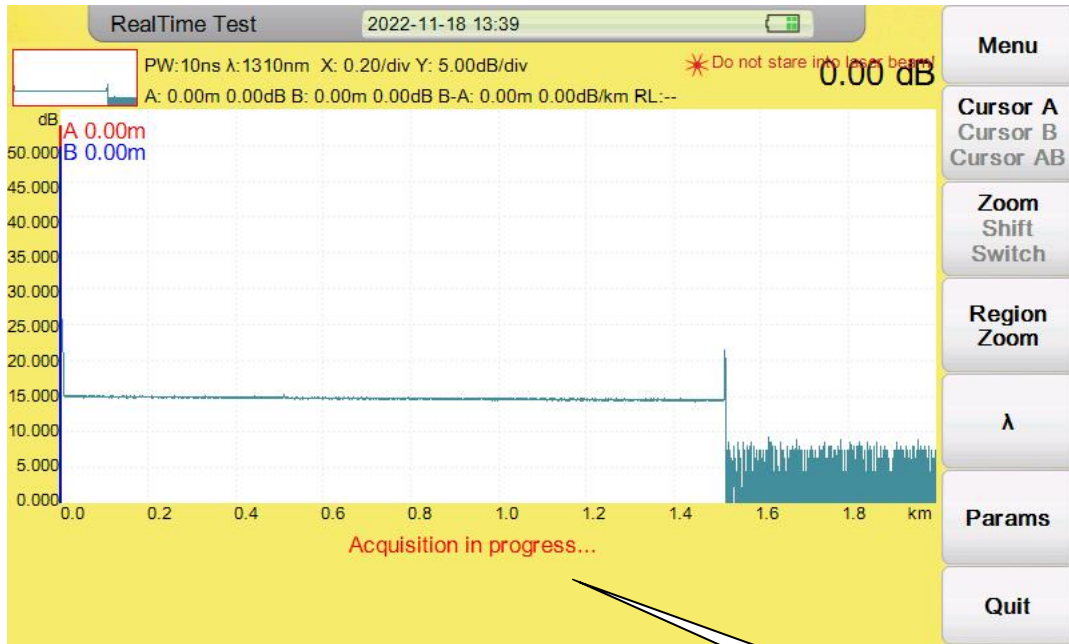 RealTime Test
2022-11-18 13:39
PW:10ns λ:1310nm X: 0.20/div Y: 5.00dB/div
Do not stare into laser beam!
0.00 dB
A: 0.00m 0.00dB B: 0.00m 0.00dB B-A: 0.00m 0.00dB/km RL:--
dB
A 0.00m
B 0.00m
50.000
45.000
40.000
35.000
30.000
25.000
20.000
15.000
10.000
5.000
0.000
0.0 0.2 0.4 0.6 0.8 1.0 1.2 1.4 1.6 1.8 km
Acquisition in progress...
Menu
Cursor A
Cursor B
Cursor AB
Zoom
Shift
Switch
Region
Zoom
λ
Params
Quit